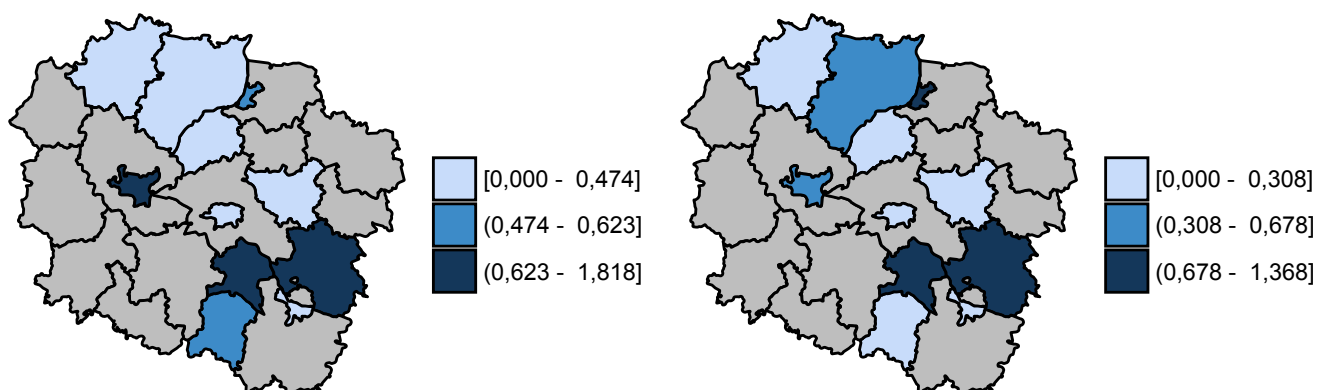 [0,000 - 0,474]
(0,474 - 0,623]
(0,623 - 1,818]
[0,000 - 0,308]
(0,308 - 0,678]
(0,678 - 1,368]